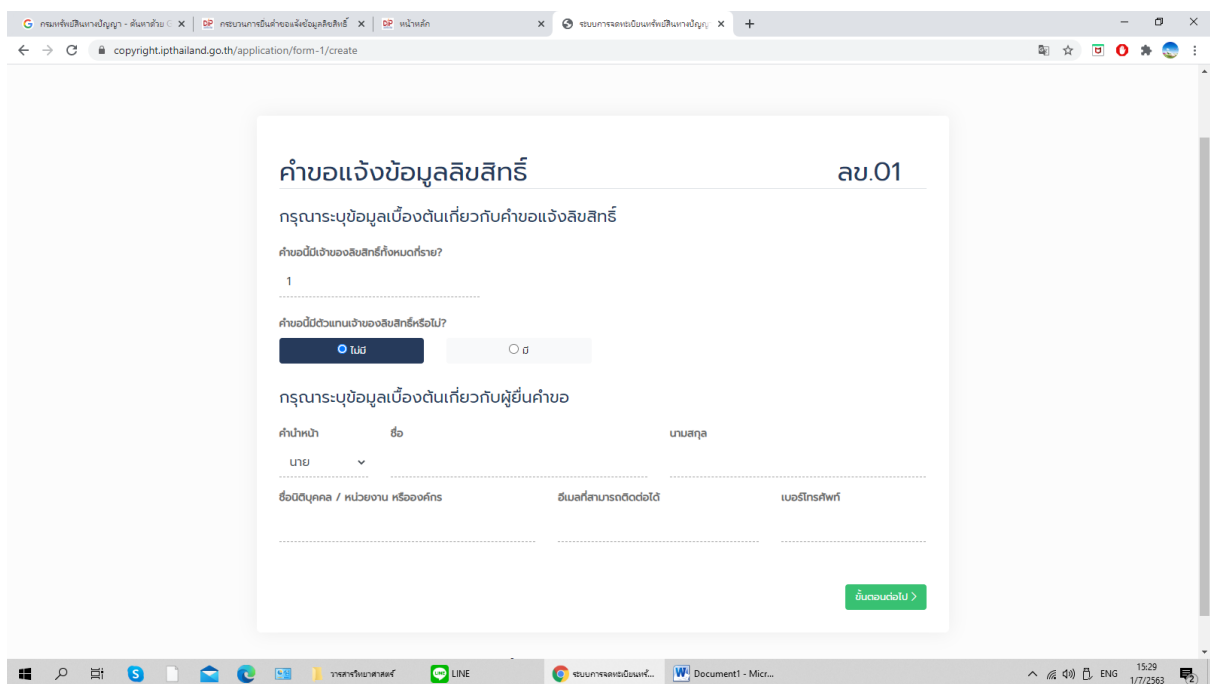 กรมทรัพย์สินทางปัญญา - ค้นหาด้วย G
กระบวนการยื่นคำขอแจ้งข้อมูลลิขสิทธิ์
หน้าหลัก
ระบบการจดทะเบียนทรัพย์สินทางปัญญ
copyright.ipthailand.go.th/application/form-1/create
คำขอแจ้งข้อมูลลิขสิทธิ์ ลข.01
กรุณาระบุข้อมูลเบื้องต้นเกี่ยวกับคำขอแจ้งลิขสิทธิ์
คำขอนี้มีเจ้าของลิขสิทธิ์ทั้งหมดกี่ราย?
1
คำขอนี้มีตัวแทนเจ้าของลิขสิทธิ์หรือไม่?
ไม่มี มี
กรุณาระบุข้อมูลเบื้องต้นเกี่ยวกับผู้ยื่นคำขอ
คำนำหน้า ชื่อ นามสกุล
นาย
ชื่อนิติบุคคล / หน่วยงาน หรือองค์กร อีเมลที่สามารถติดต่อได้ เบอร์โทรศัพท์
ขั้นตอนต่อไป >
วารสารวิทยาศาสตร์ LINE ระบบการจดทะเบียนทรั... Document1 - Micr... ENG 15:29
1/7/2563